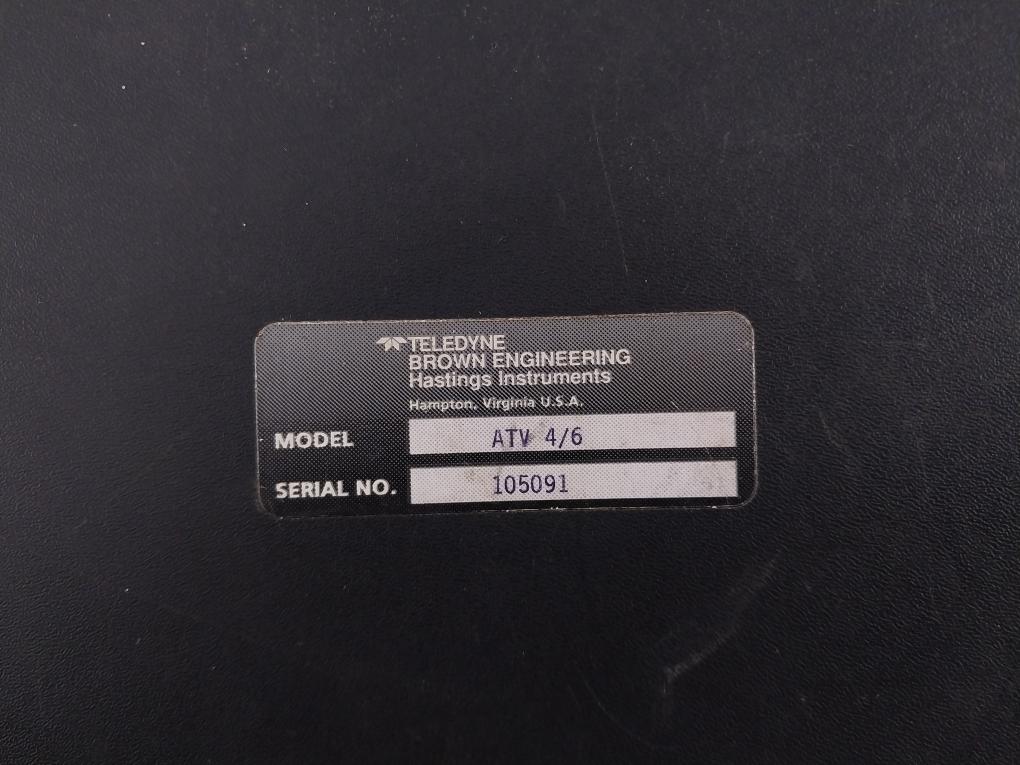 TELEDYNE
BROWN ENGINEERING
Hastings Instruments
Hampton, Virginia U.S.A.
MODEL ATV 4/6
SERIAL NO. 105091